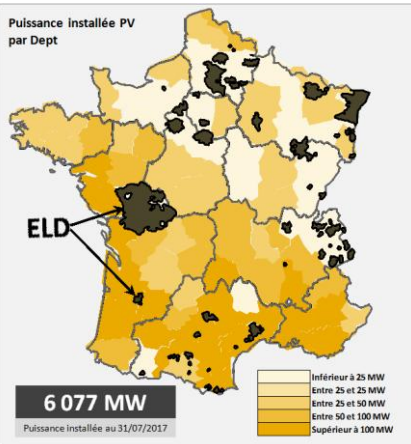 Puissance installée PV
par Dept
ELD
Inférieur à 25 MW
Entre 25 et 25 MW
Entre 25 et 50 MW
Entre 50 et 100 MW
Supérieur à 100 MW
6 077 MW
Puissance installée au 31/07/2017